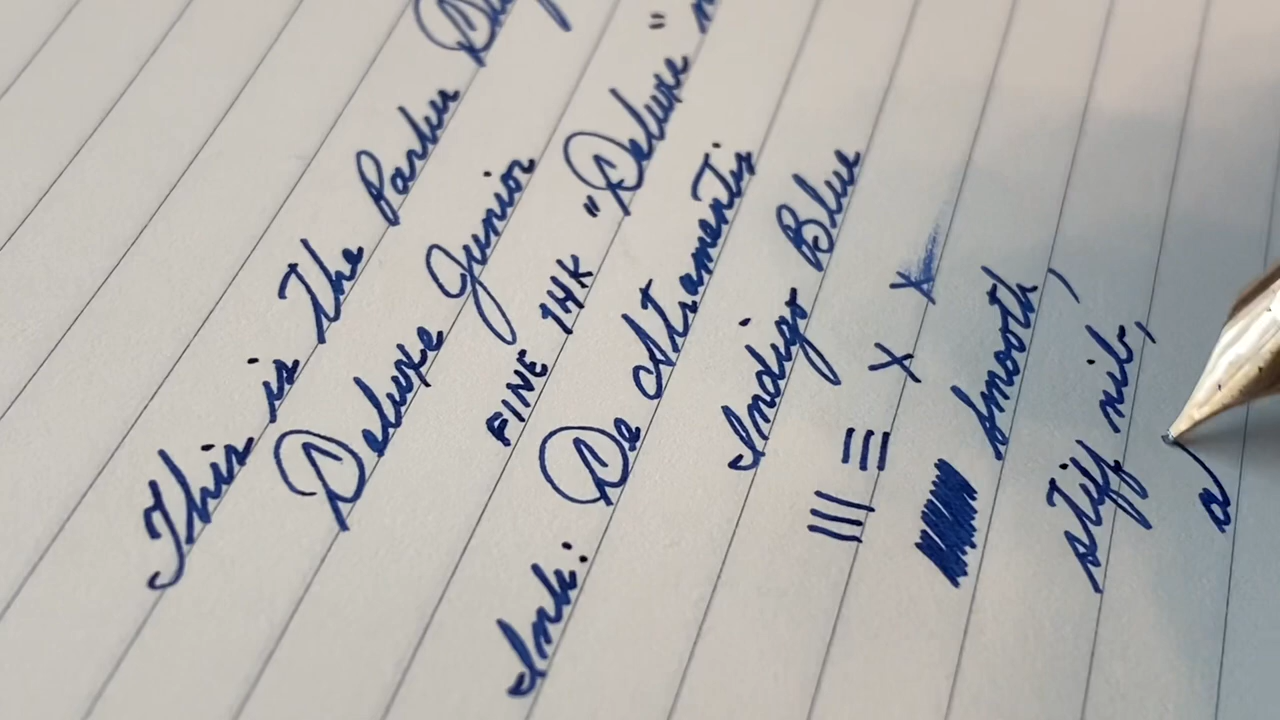 This is the Parker
Deluxe Junior
FINE 14K "Deluxe"
Ink: De Atramentis
Indigo Blue
||| ≡ X X
smooth,
stiff nib,
a